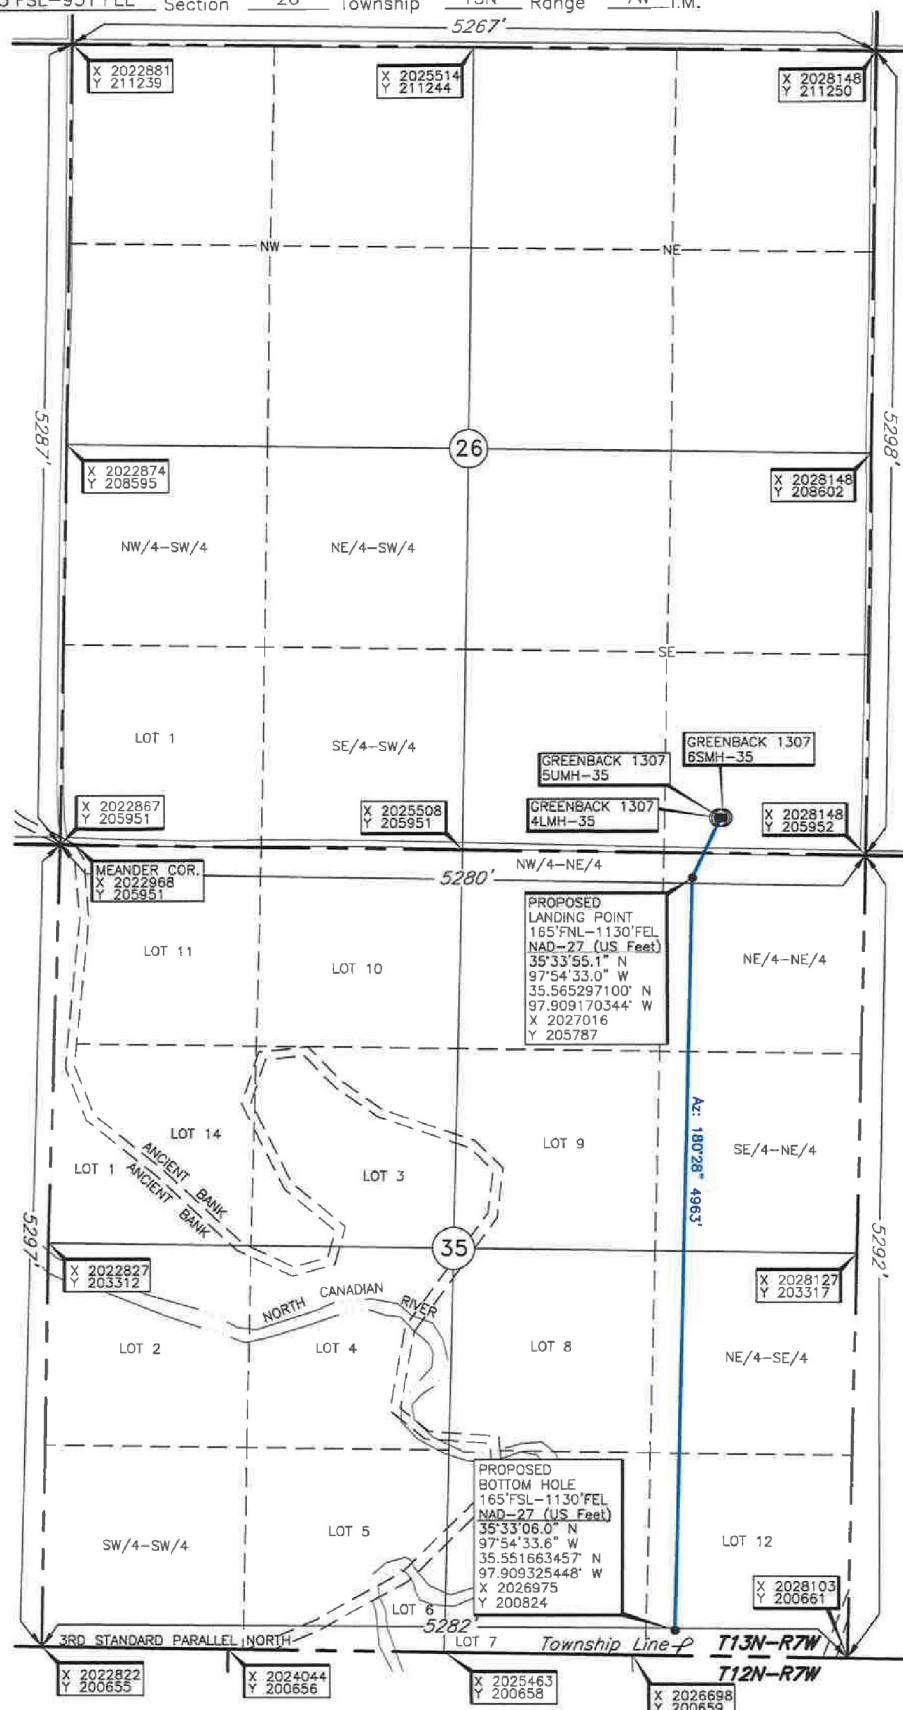 FSL-951'FEL Section 26 Township 13N Range 7W I.M.
5267'
X 2022881
Y 211239
X 2025514
Y 211244
X 2028148
Y 211250
NW
NE
5287'
5298'
26
X 2022874
Y 208595
X 2028148
Y 208602
NW/4-SW/4
NE/4-SW/4
SE
LOT 1
SE/4-SW/4
GREENBACK 1307
6SMH-35
GREENBACK 1307
5UMH-35
GREENBACK 1307
4LMH-35
X 2022867
Y 205951
X 2025508
Y 205951
X 2028148
Y 205952
MEANDER COR.
X 2022968
Y 205951
5280'
NW/4-NE/4
PROPOSED
LANDING POINT
165'FNL-1130'FEL
NAD-27 (US Feet)
35°33'55.1" N
97°54'33.0" W
35.565297100° N
97.909170344° W
X 2027016
Y 205787
LOT 11
LOT 10
NE/4-NE/4
Az: 180°28" 4963'
LOT 14
LOT 9
LOT 1
ANCIENT BANK
ANCIENT BANK
LOT 3
SE/4-NE/4
5297'
5292'
35
X 2022827
Y 203312
X 2028127
Y 203317
NORTH CANADIAN RIVER
LOT 2
LOT 4
LOT 8
NE/4-SE/4
PROPOSED
BOTTOM HOLE
165'FSL-1130'FEL
NAD-27 (US Feet)
35°33'06.0" N
97°54'33.6" W
35.551663457° N
97.909325448° W
X 2026975
Y 200824
LOT 5
SW/4-SW/4
LOT 12
X 2028103
Y 200661
LOT 6
5282'
3RD STANDARD PARALLEL NORTH
LOT 7
Township Line
T13N-R7W
T12N-R7W
X 2022822
Y 200655
X 2024044
Y 200656
X 2025463
Y 200658
X 2026698
Y 200659